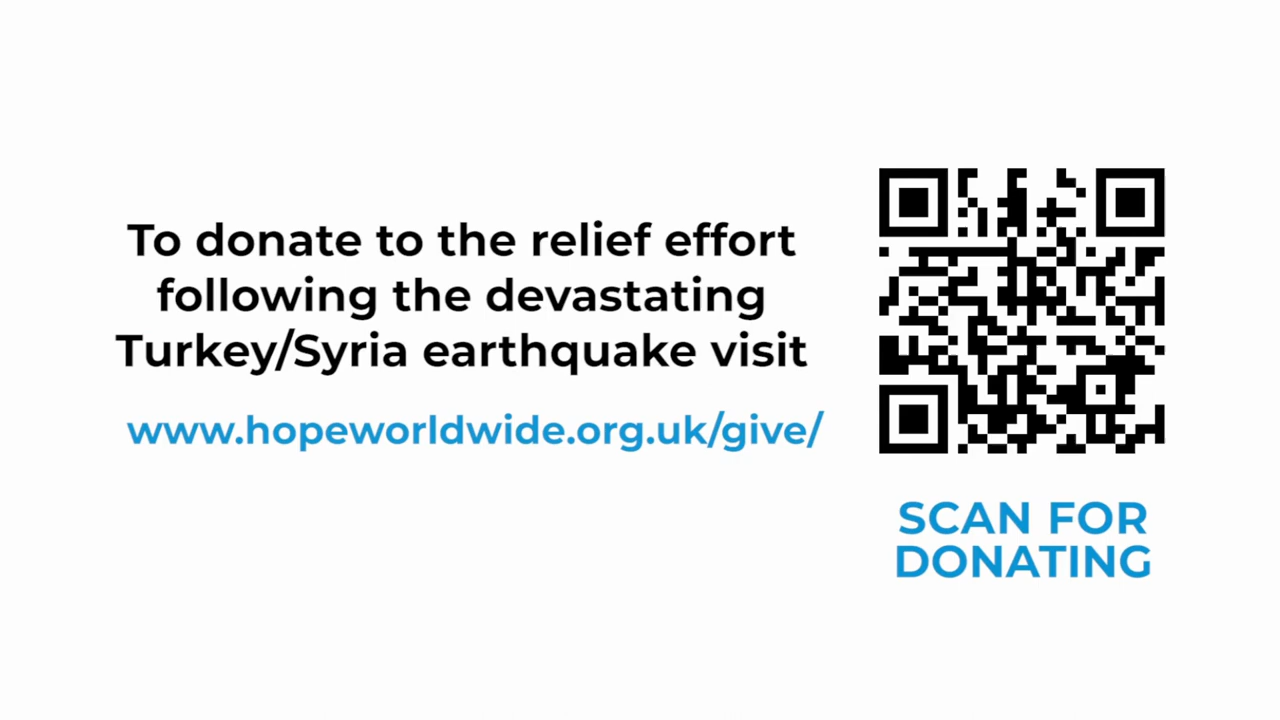 To donate to the relief effort
following the devastating
Turkey/Syria earthquake visit
www.hopeworldwide.org.uk/give/
SCAN FOR
DONATING